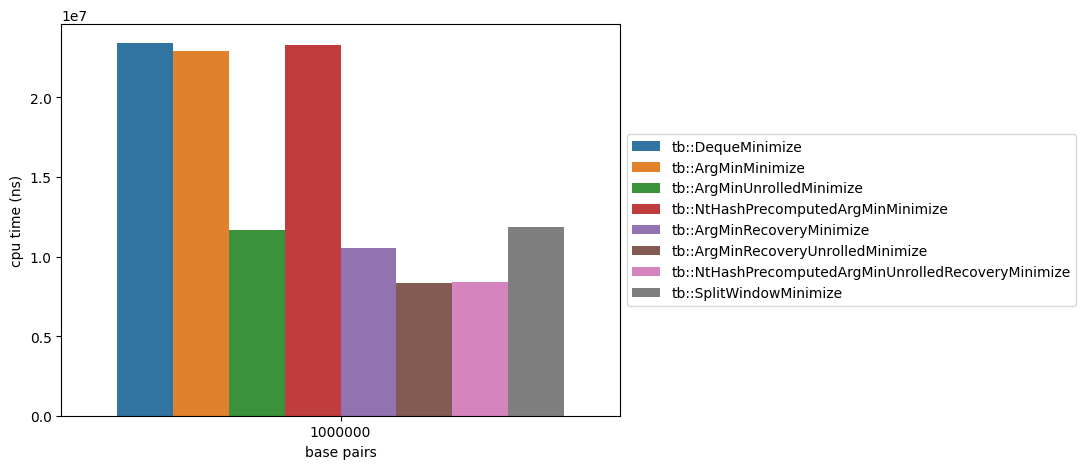 1e7
2.0
1.5
1.0
0.5
0.0
cpu time (ns)
1000000
base pairs
tb::DequeMinimize
tb::ArgMinMinimize
tb::ArgMinUnrolledMinimize
tb::NtHashPrecomputedArgMinMinimize
tb::ArgMinRecoveryMinimize
tb::ArgMinRecoveryUnrolledMinimize
tb::NtHashPrecomputedArgMinUnrolledRecoveryMinimize
tb::SplitWindowMinimize